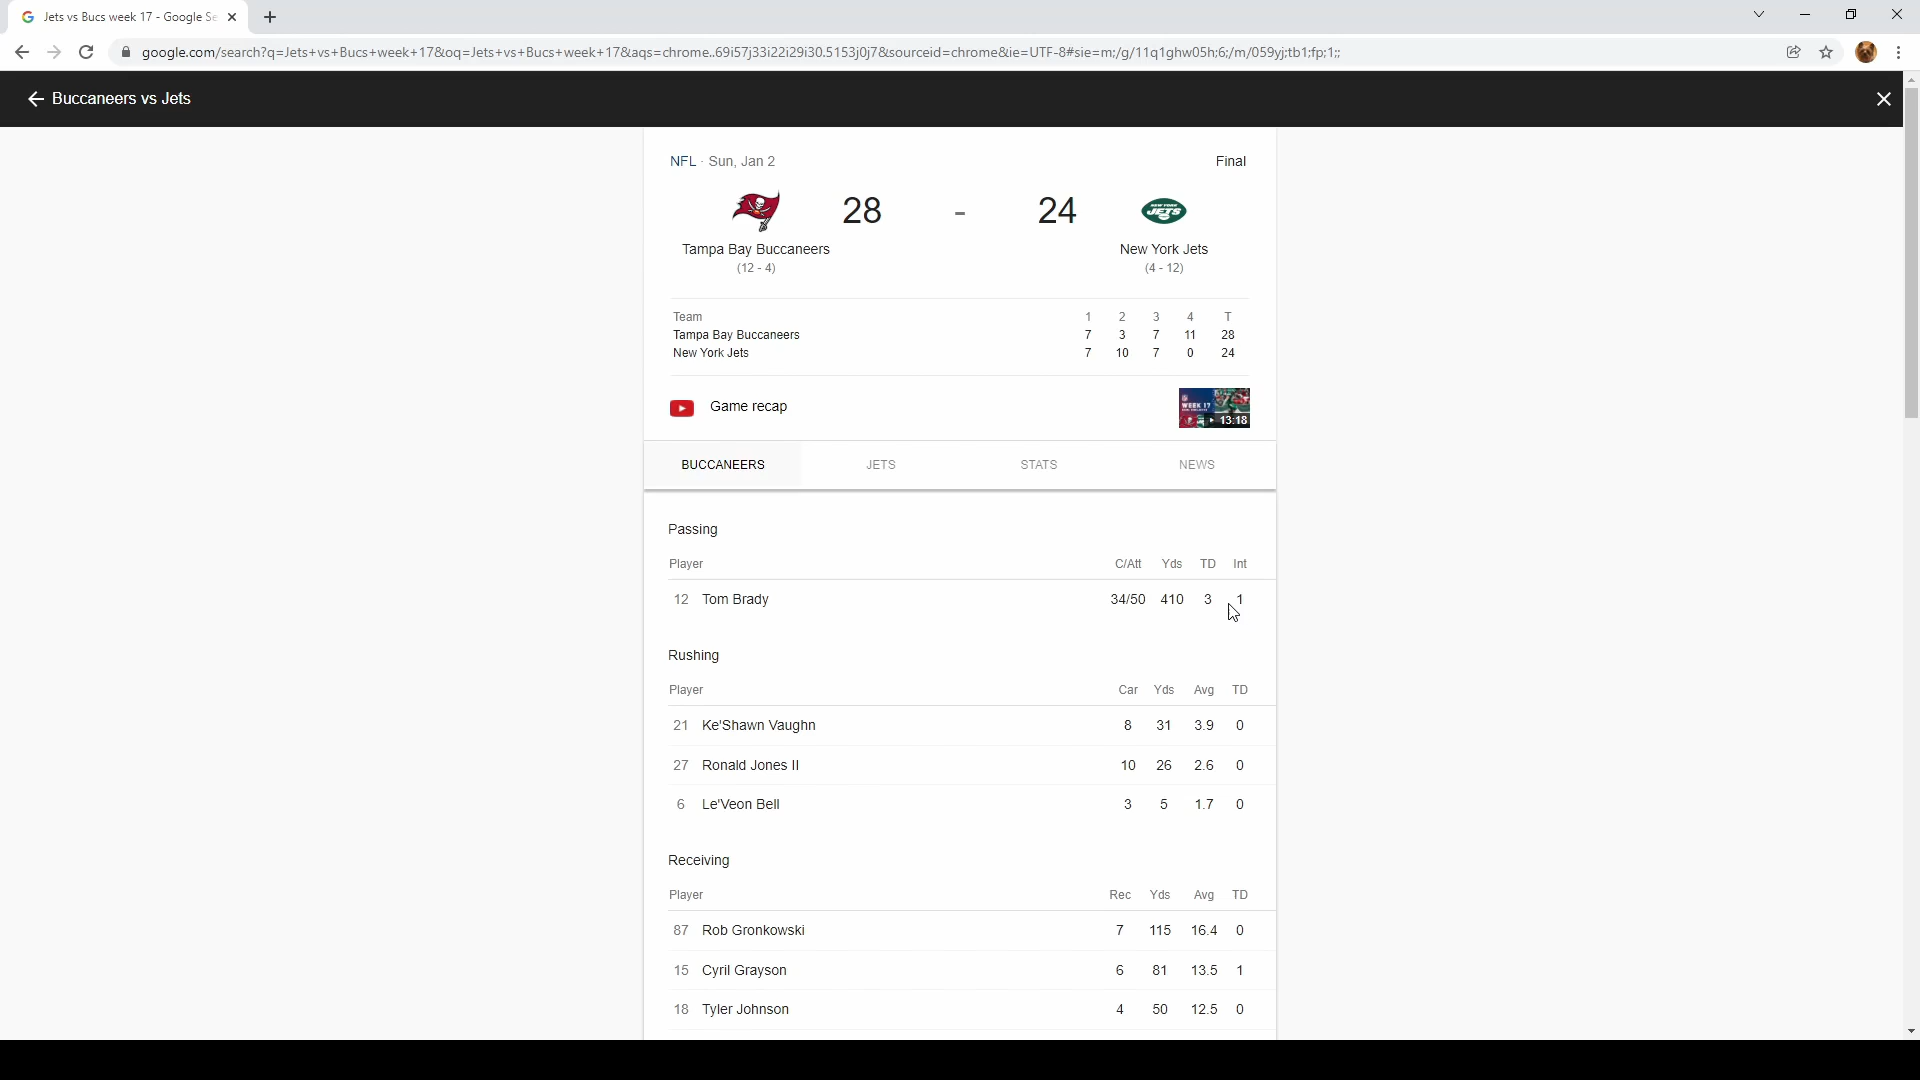 Jets vs Bucs week 17 - Google Se
google.com/search?q=Jets+vs+Bucs+week+17&oq=Jets+vs+Bucs+week+17&aqs=chrome..69i57j33i22i29i30.5153j0j7&sourceid=chrome&ie=UTF-8#sie=m;/g/11q1ghw05h;6;/m/059yj;tb1;fp;1;;
Buccaneers vs Jets
NFL · Sun, Jan 2 Final
28 - 24
NEW YORK JETS
Tampa Bay Buccaneers New York Jets
(12 - 4) (4 - 12)
Team 1 2 3 4 T
Tampa Bay Buccaneers 7 3 7 11 28
New York Jets 7 10 7 0 24
Game recap
WEEK 17
13:18
BUCCANEERS JETS STATS NEWS
Passing
Player C/Att Yds TD Int
12 Tom Brady 34/50 410 3 1
Rushing
Player Car Yds Avg TD
21 Ke'Shawn Vaughn 8 31 3.9 0
27 Ronald Jones II 10 26 2.6 0
6 Le'Veon Bell 3 5 1.7 0
Receiving
Player Rec Yds Avg TD
87 Rob Gronkowski 7 115 16.4 0
15 Cyril Grayson 6 81 13.5 1
18 Tyler Johnson 4 50 12.5 0